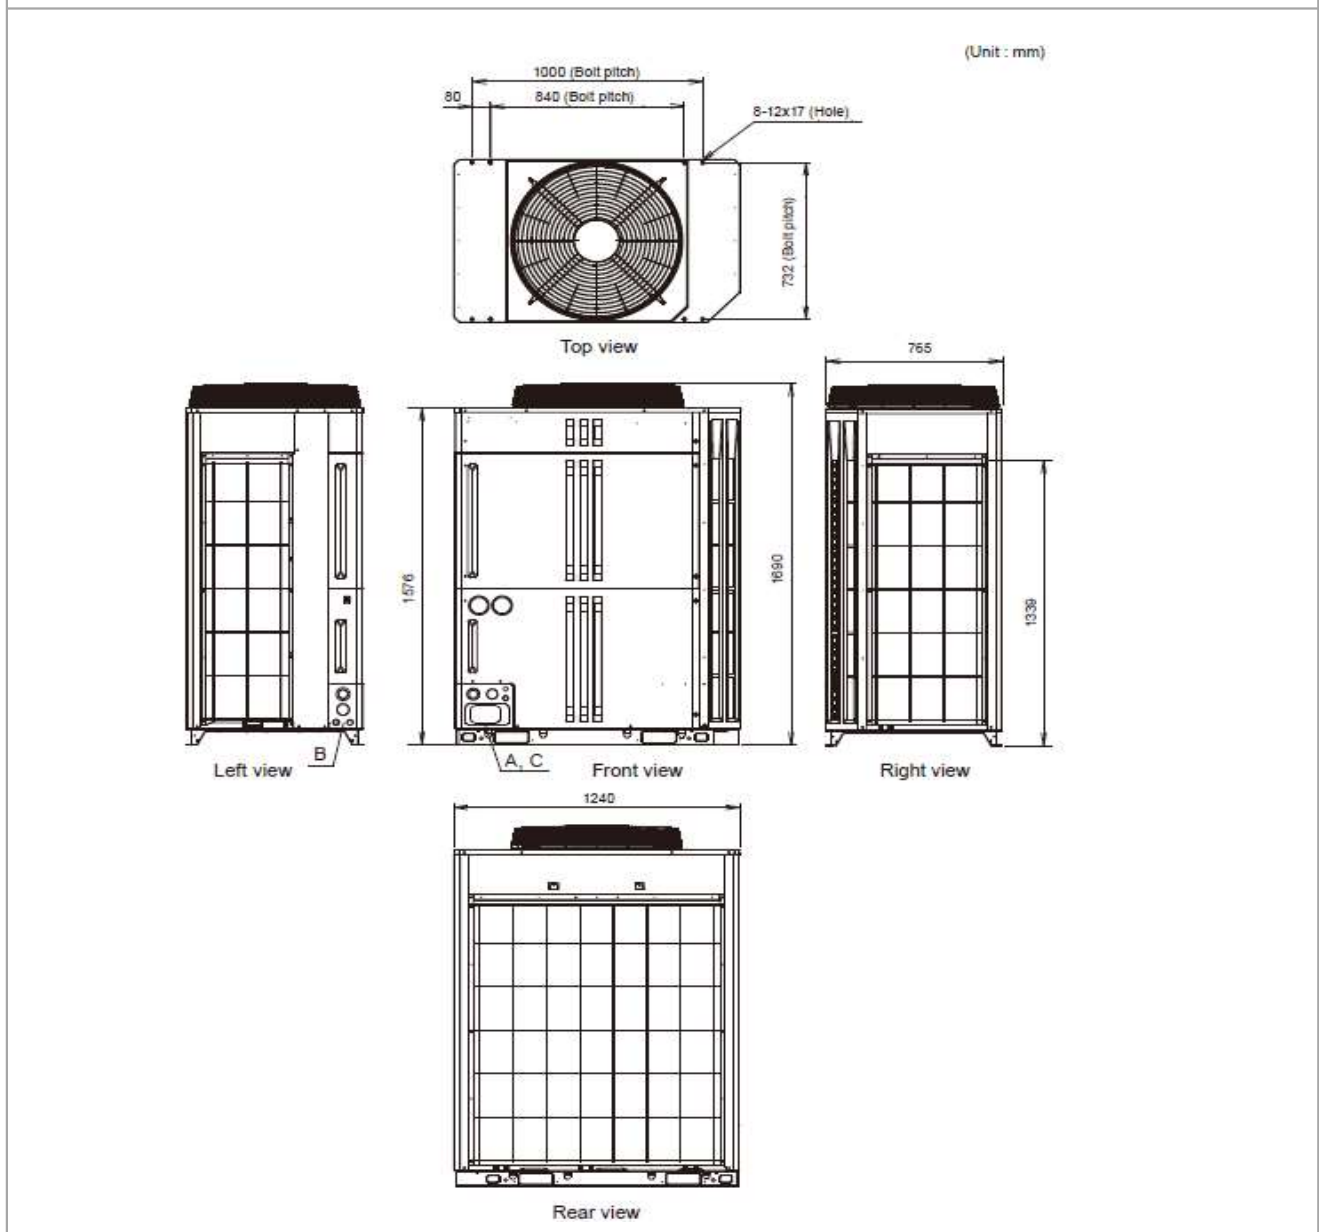 (Unit : mm)
1000 (Bolt pitch)
80
840 (Bolt pitch)
8-12x17 (Hole)
732 (Bolt pitch)
Top view
765
1576
1690
1339
B
Left view
A, C
Front view
Right view
1240
Rear view